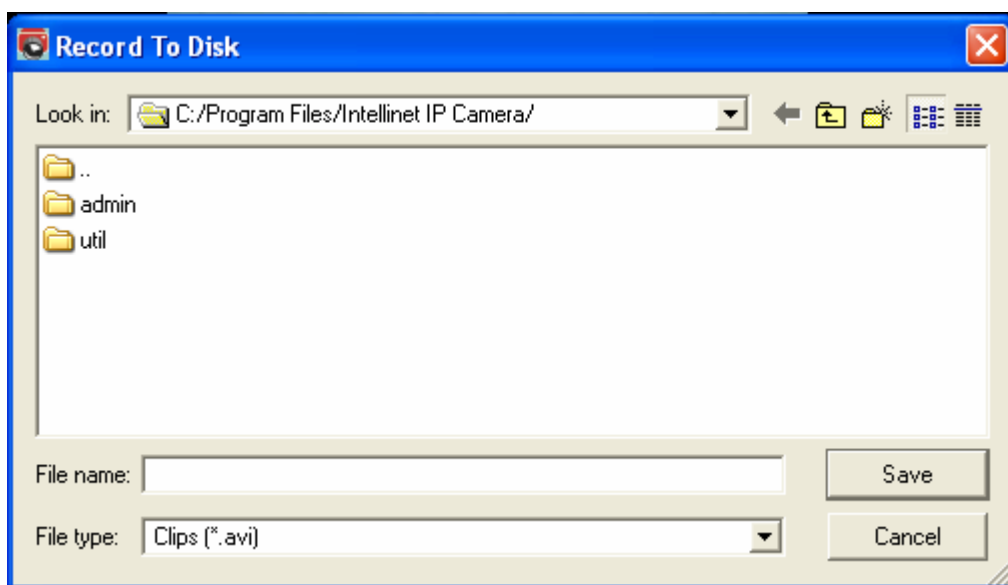 Record To Disk
Look in: C:/Program Files/Intellinet IP Camera/
..
admin
util
File name: Save
File type: Clips (*.avi) Cancel